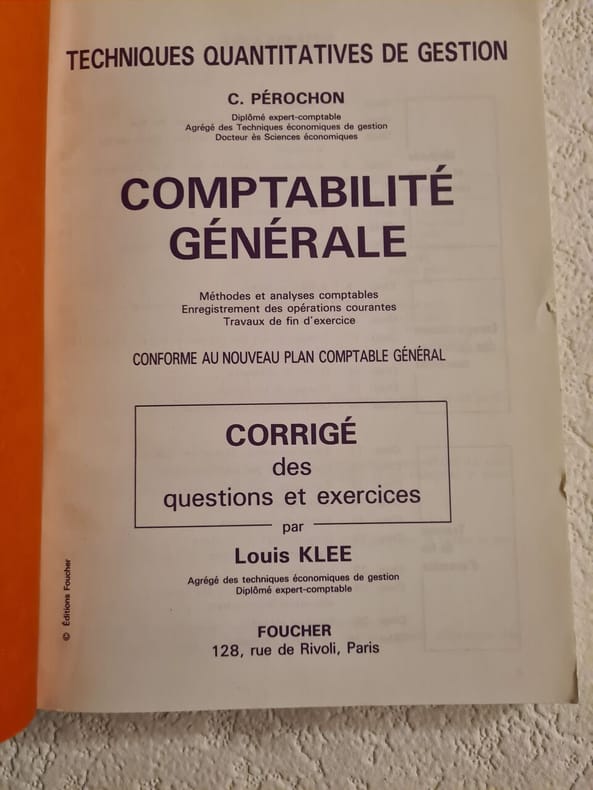 TECHNIQUES QUANTITATIVES DE GESTION
C. PÉROCHON
Diplômé expert-comptable
Agrégé des Techniques économiques de gestion
Docteur ès Sciences économiques
COMPTABILITÉ
GÉNÉRALE
Méthodes et analyses comptables
Enregistrement des opérations courantes
Travaux de fin d'exercice
CONFORME AU NOUVEAU PLAN COMPTABLE GÉNÉRAL
CORRIGÉ
des
questions et exercices
par
Louis KLEE
Agrégé des techniques économiques de gestion
Diplômé expert-comptable
© Éditions Foucher
FOUCHER
128, rue de Rivoli, Paris